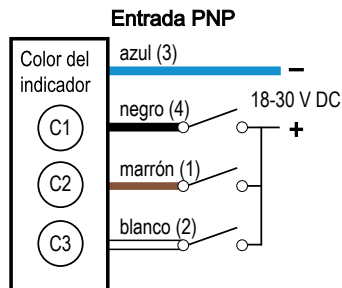 Entrada PNP
Color del
indicador
azul (3)
–
negro (4)
18-30 V DC
C1
+
marrón (1)
C2
blanco (2)
C3